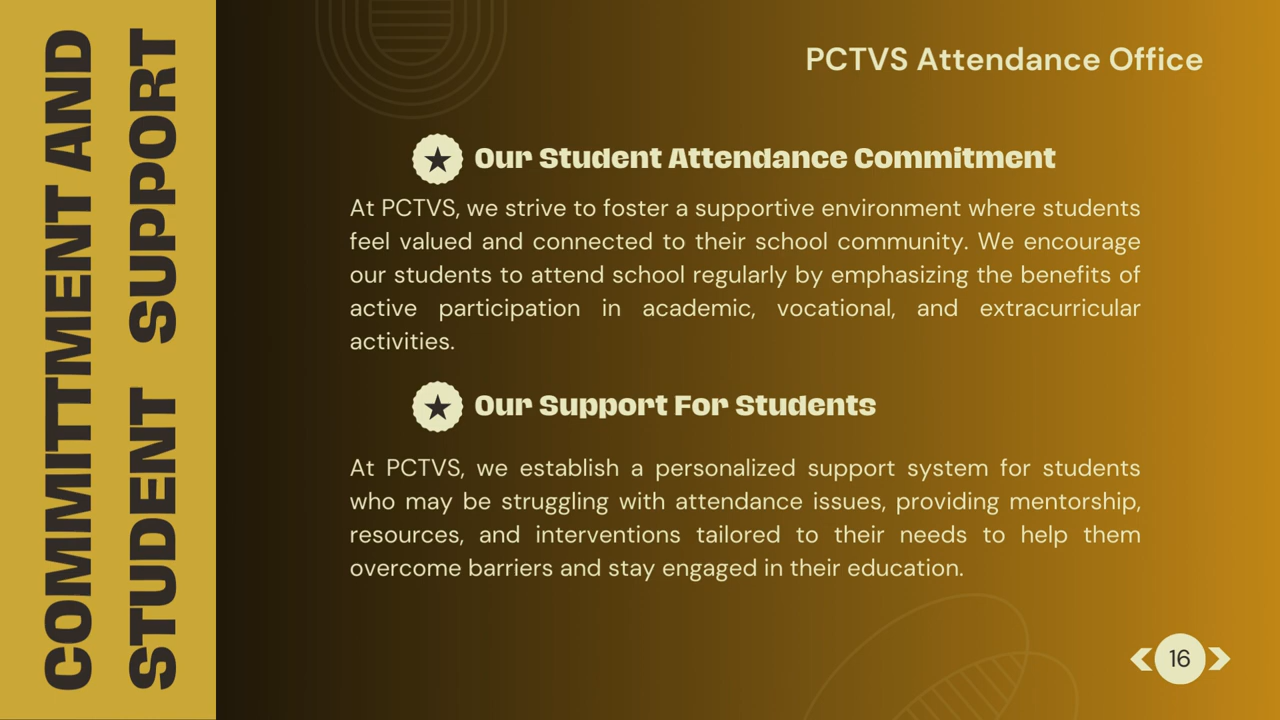 COMMITTMENT AND
STUDENT SUPPORT
PCTVS Attendance Office
Our Student Attendance Commitment
At PCTVS, we strive to foster a supportive environment where students
feel valued and connected to their school community. We encourage
our students to attend school regularly by emphasizing the benefits of
active participation in academic, vocational, and extracurricular
activities.
Our Support For Students
At PCTVS, we establish a personalized support system for students
who may be struggling with attendance issues, providing mentorship,
resources, and interventions tailored to their needs to help them
overcome barriers and stay engaged in their education.
16